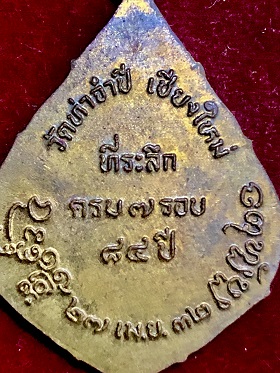 วัดท่าจำปี เชียงใหม่
ที่ระลึก
ครบ ๗ รอบ
๘๔ ปี
๒๗ เม.ย. ๓๒